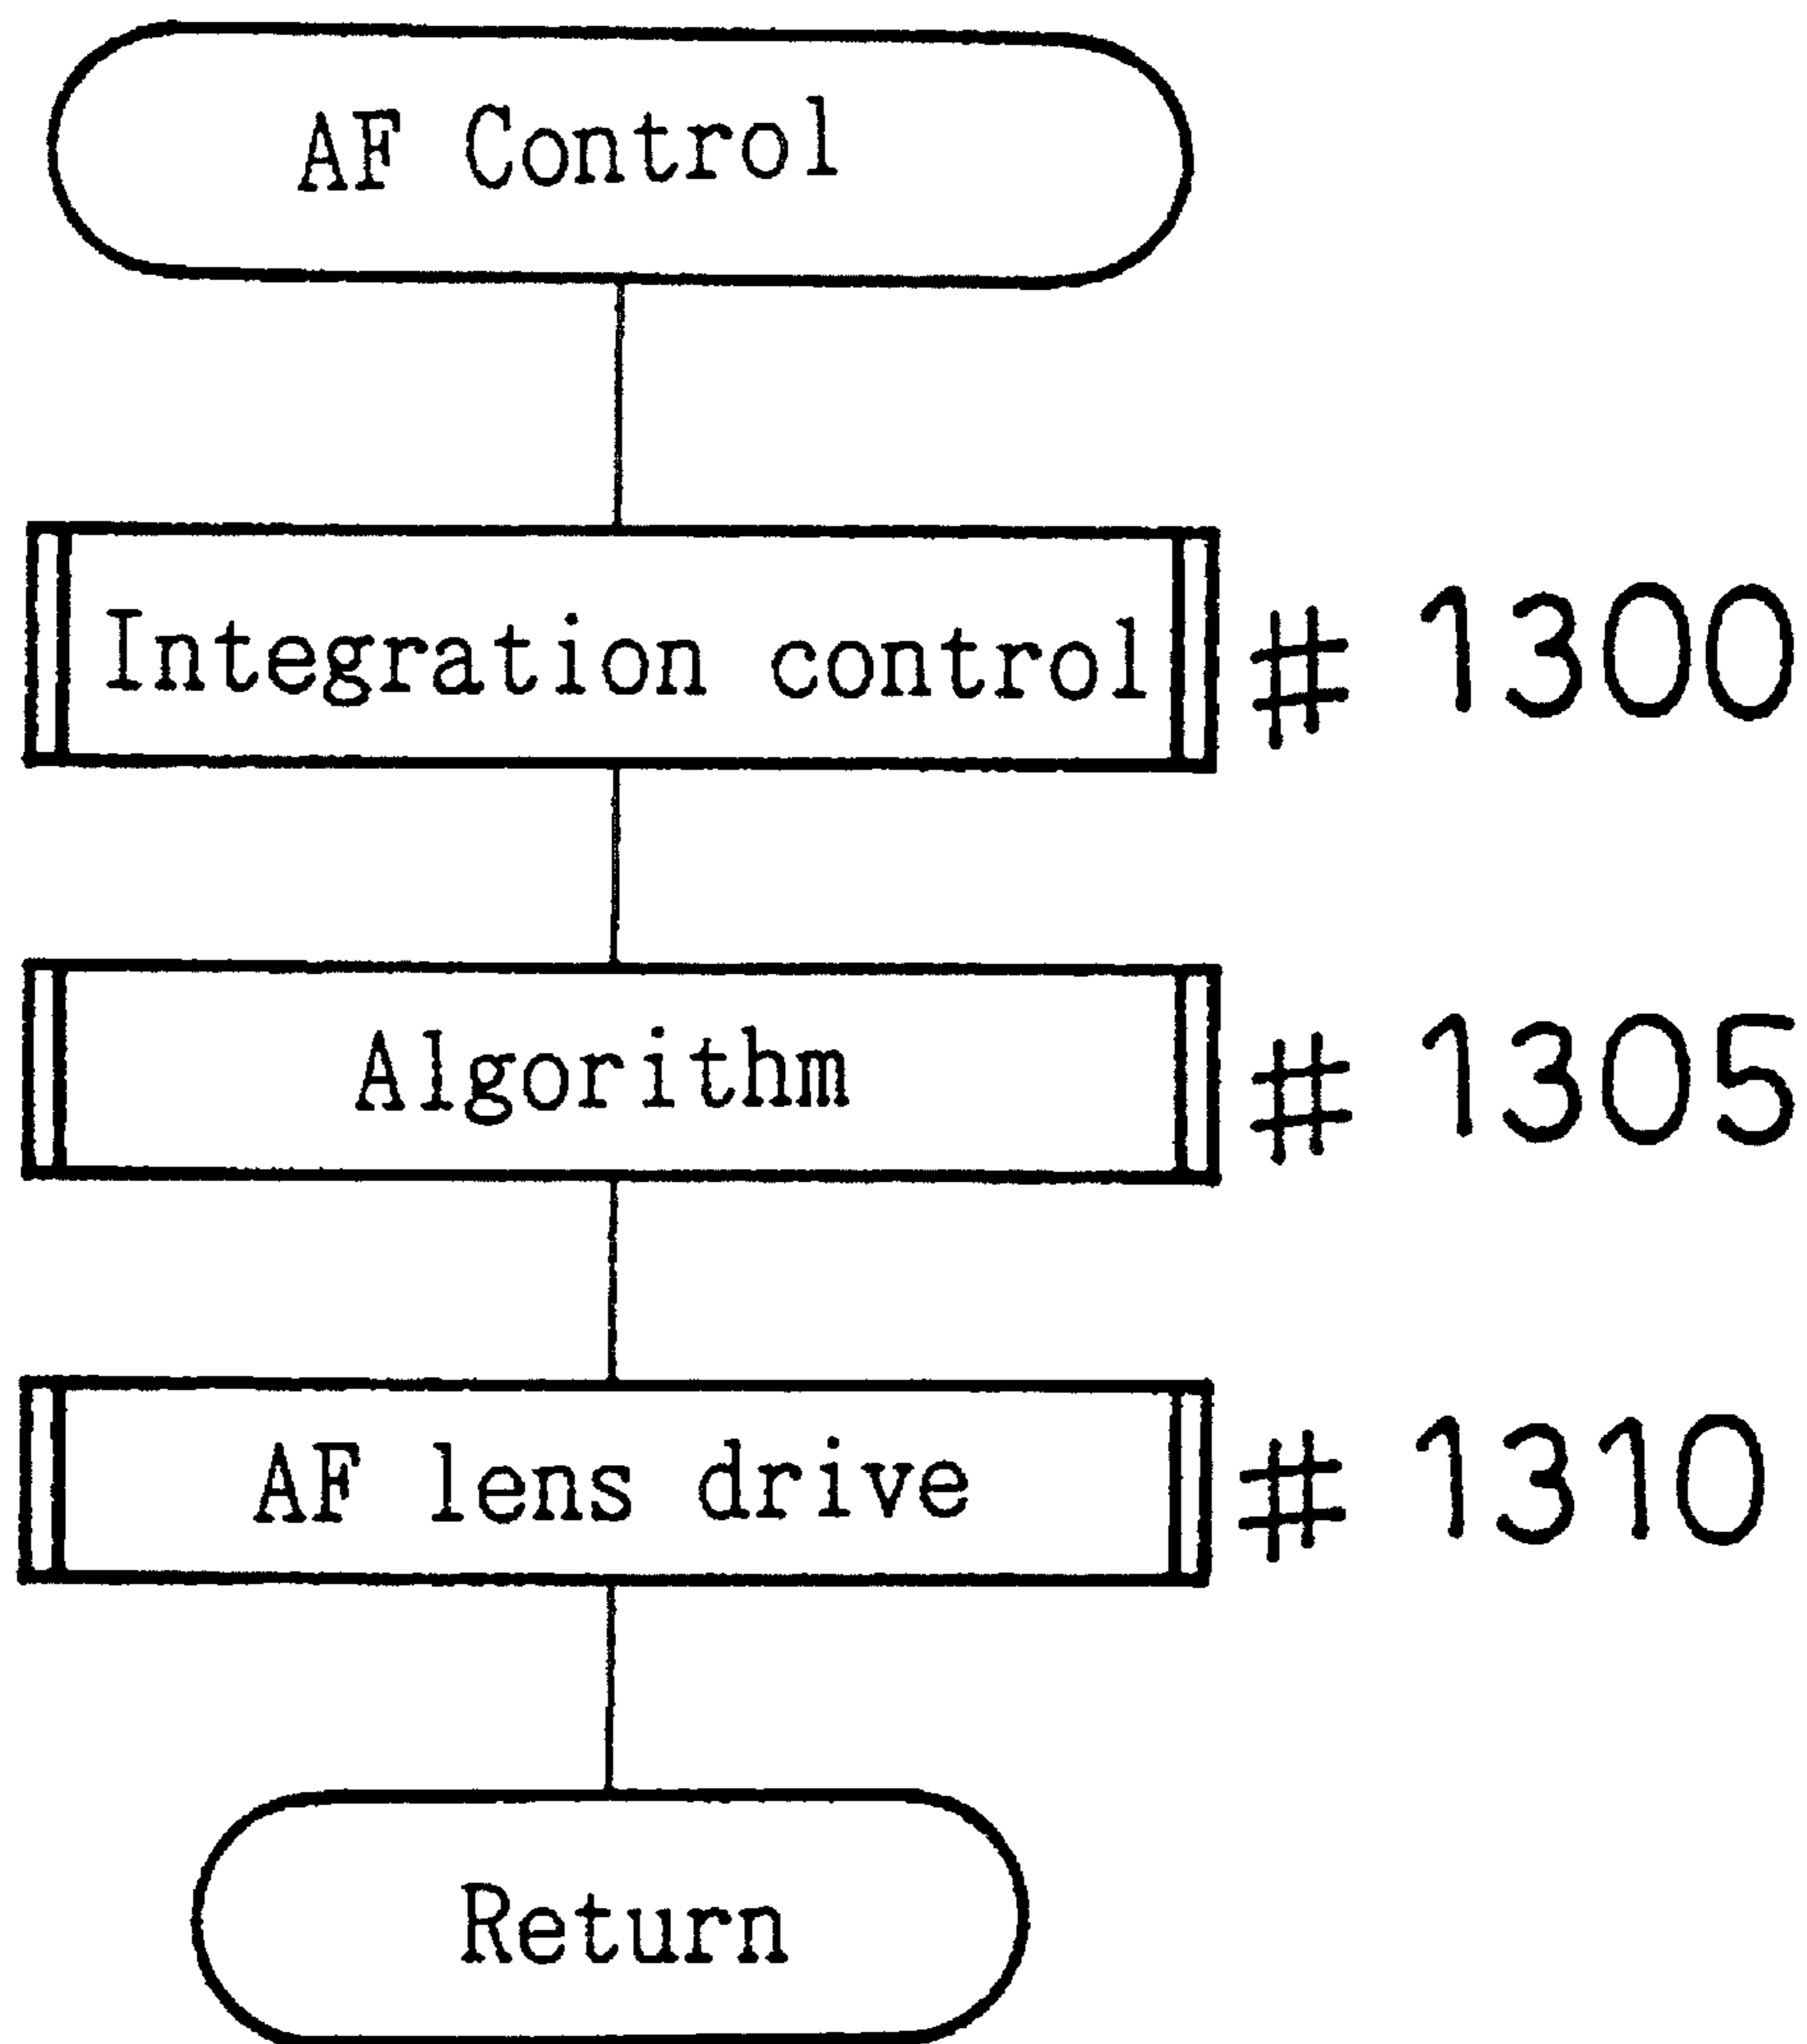 AF Control
Integration control # 1300
Algorithm # 1305
AF lens drive # 1310
Return